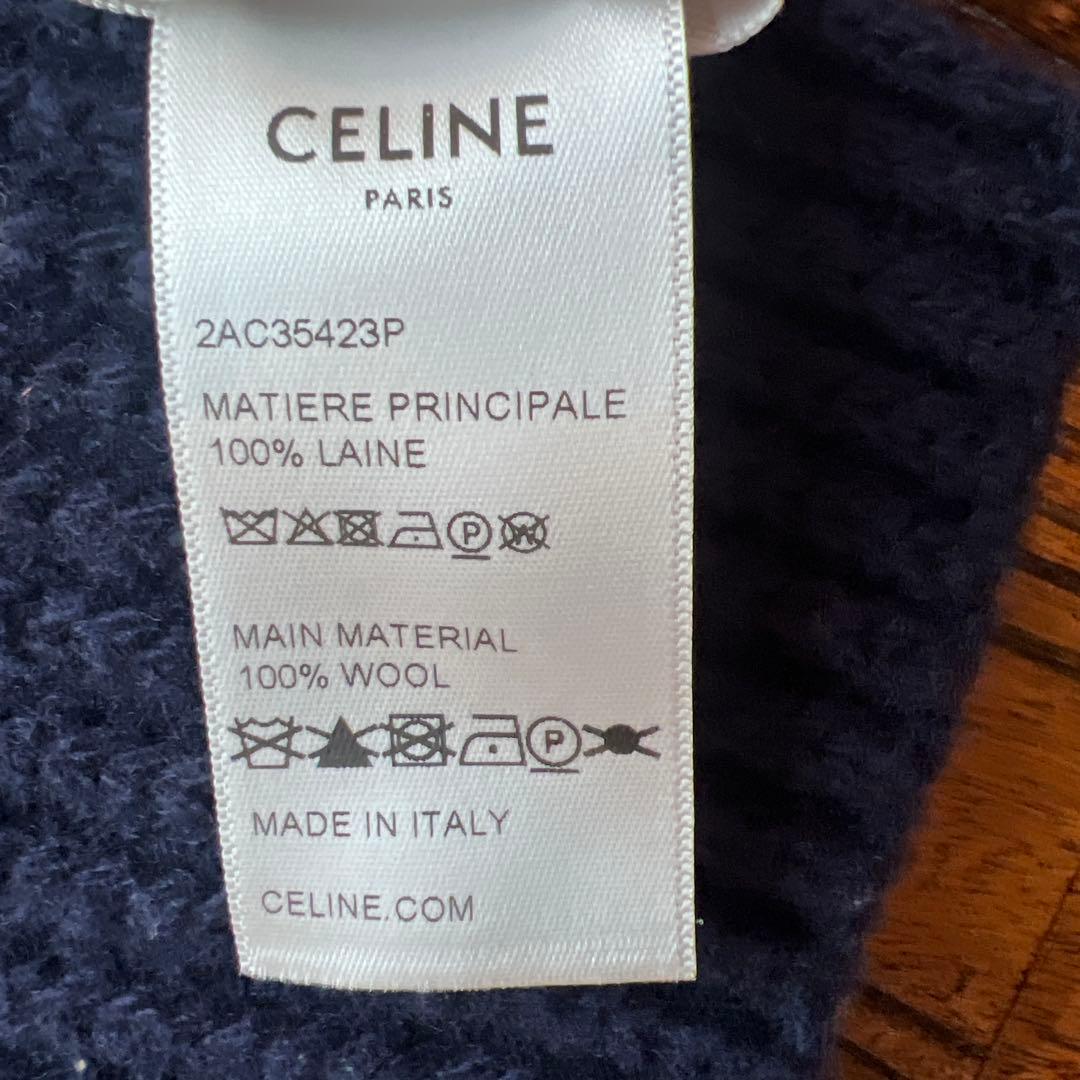 CELINE
PARIS
2AC35423P
MATIERE PRINCIPALE
100% LAINE
P W
MAIN MATERIAL
100% WOOL
P
MADE IN ITALY
CELINE.COM